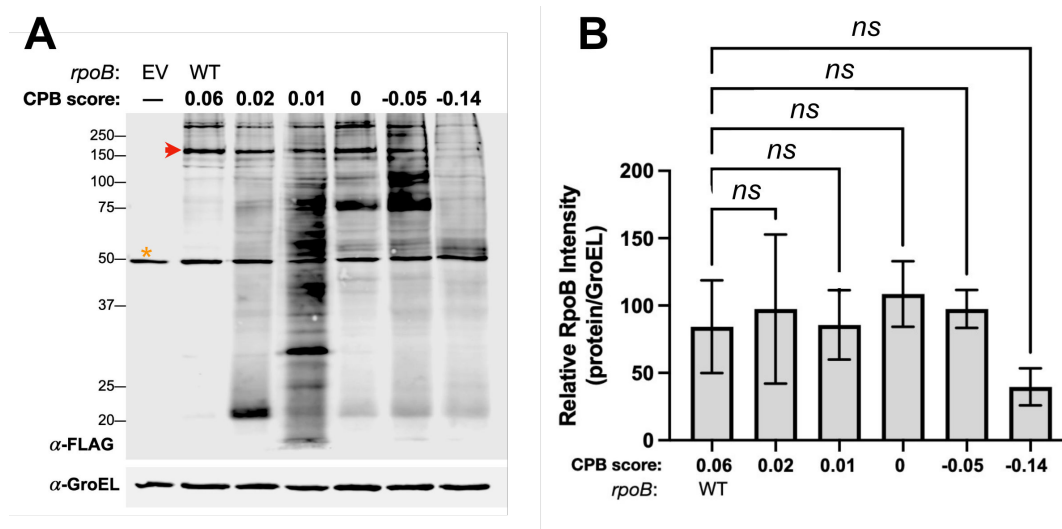 A
rpoB: EV WT
CPB score: — 0.06 0.02 0.01 0 -0.05 -0.14
250
150
100
75
*
50
37
25
20
α-FLAG
α-GroEL
B
ns
ns
ns
ns
ns
Relative RpoB Intensity
(protein/GroEL)
200
150
100
50
0
CPB score: 0.06 0.02 0.01 0 -0.05 -0.14
rpoB: WT